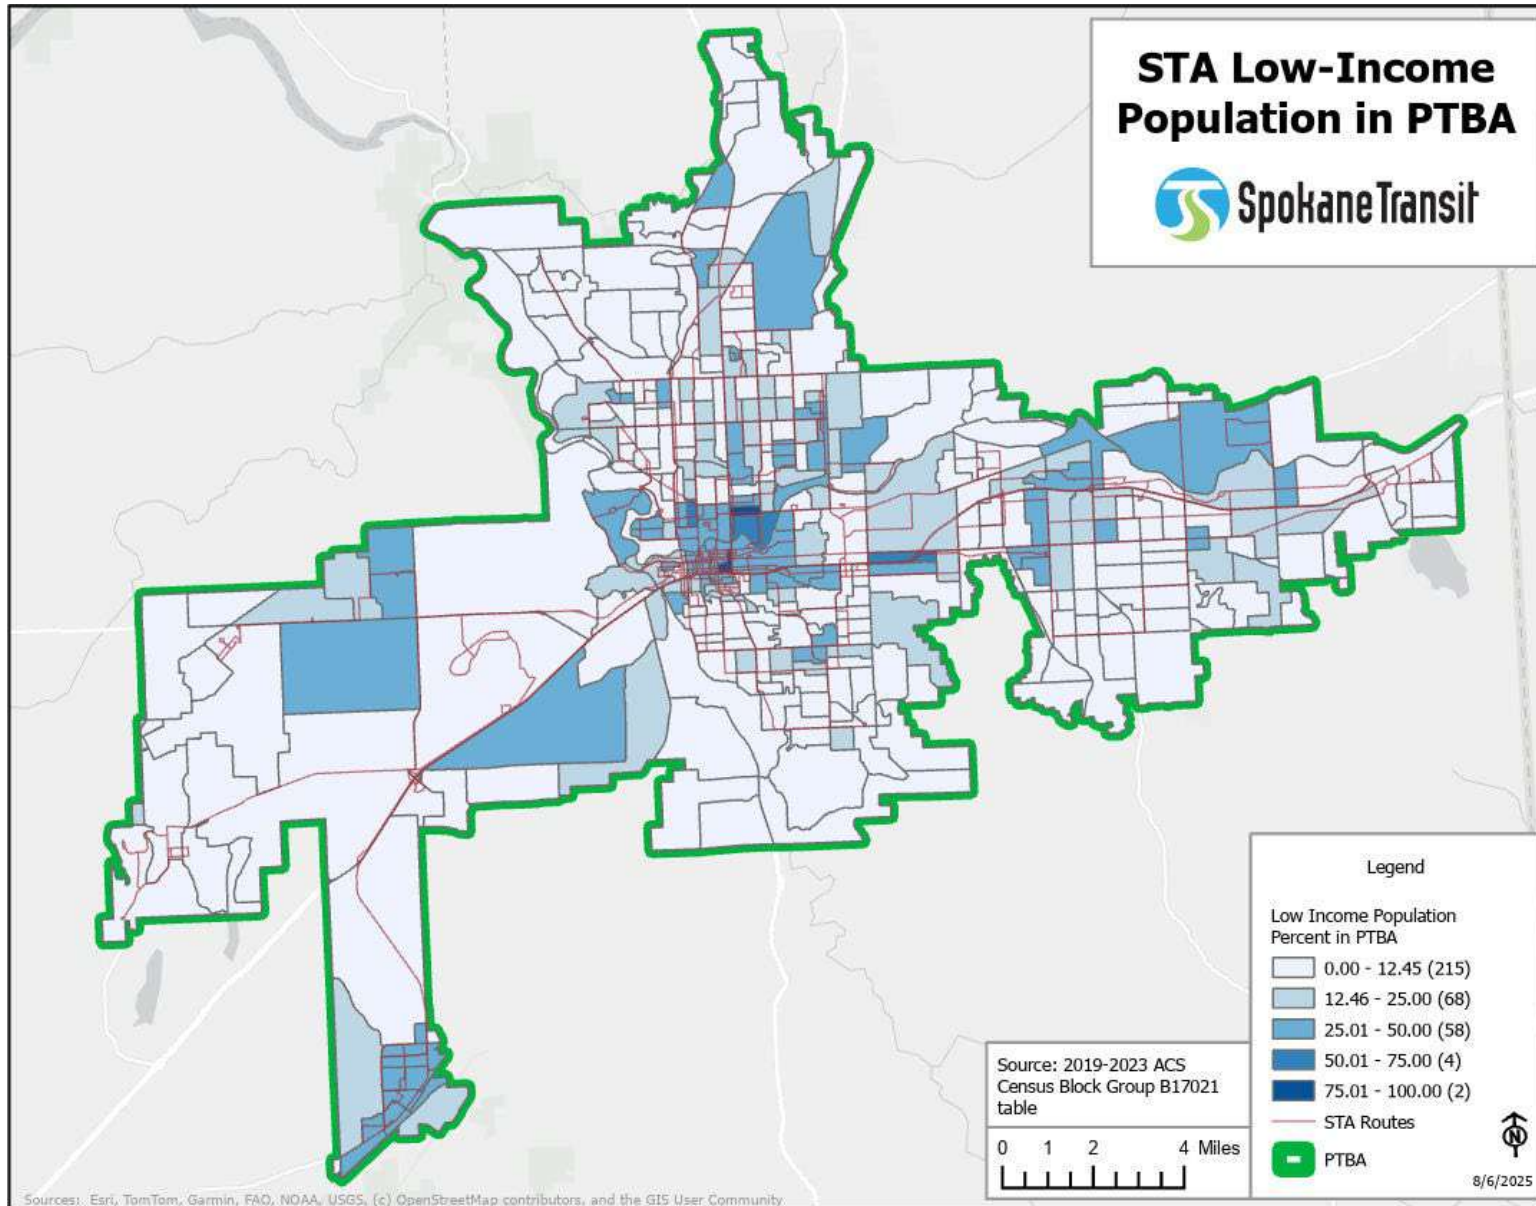 STA Low-Income
Population in PTBA
Spokane Transit
Legend
Low Income Population
Percent in PTBA
0.00 - 12.45 (215)
12.46 - 25.00 (68)
25.01 - 50.00 (58)
50.01 - 75.00 (4)
75.01 - 100.00 (2)
STA Routes
PTBA
N
8/6/2025
Source: 2019-2023 ACS
Census Block Group B17021
table
0 1 2 4 Miles
Sources: Esri, TomTom, Garmin, FAO, NOAA, USGS, (c) OpenStreetMap contributors, and the GIS User Community